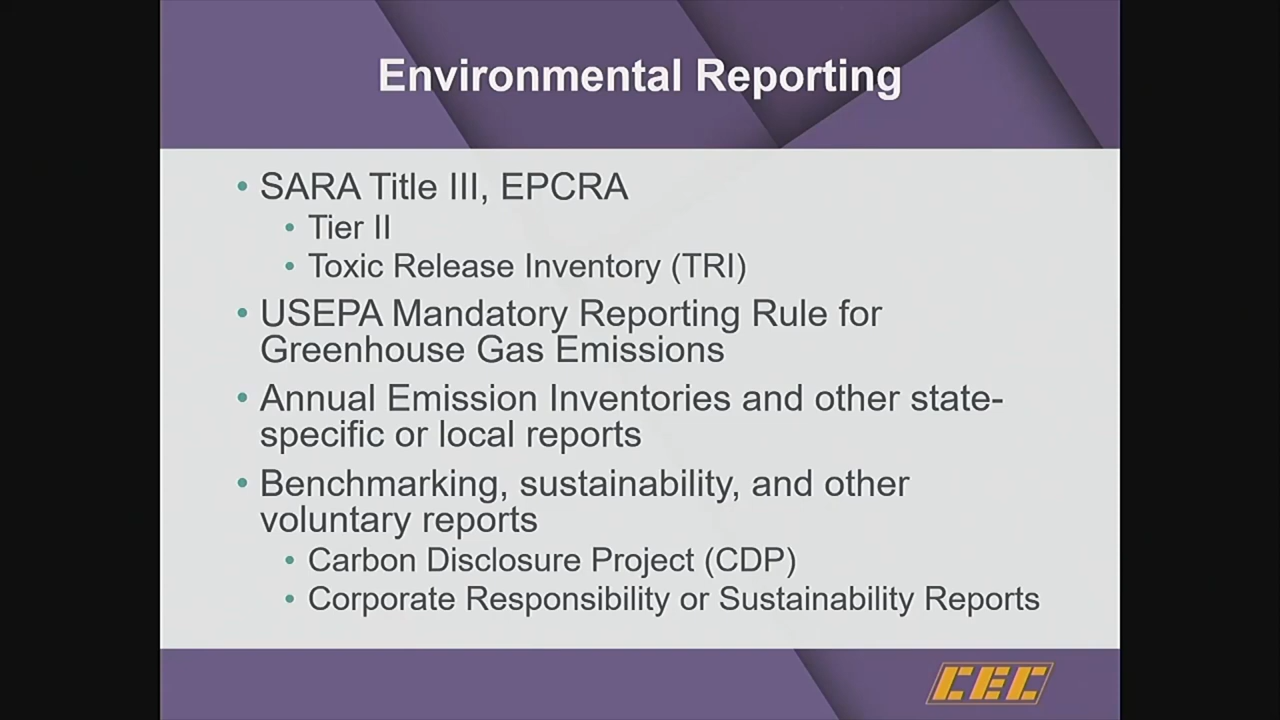 Environmental Reporting
• SARA Title III, EPCRA
• Tier II
• Toxic Release Inventory (TRI)
• USEPA Mandatory Reporting Rule for
Greenhouse Gas Emissions
• Annual Emission Inventories and other state-
specific or local reports
• Benchmarking, sustainability, and other
voluntary reports
• Carbon Disclosure Project (CDP)
• Corporate Responsibility or Sustainability Reports
CEC